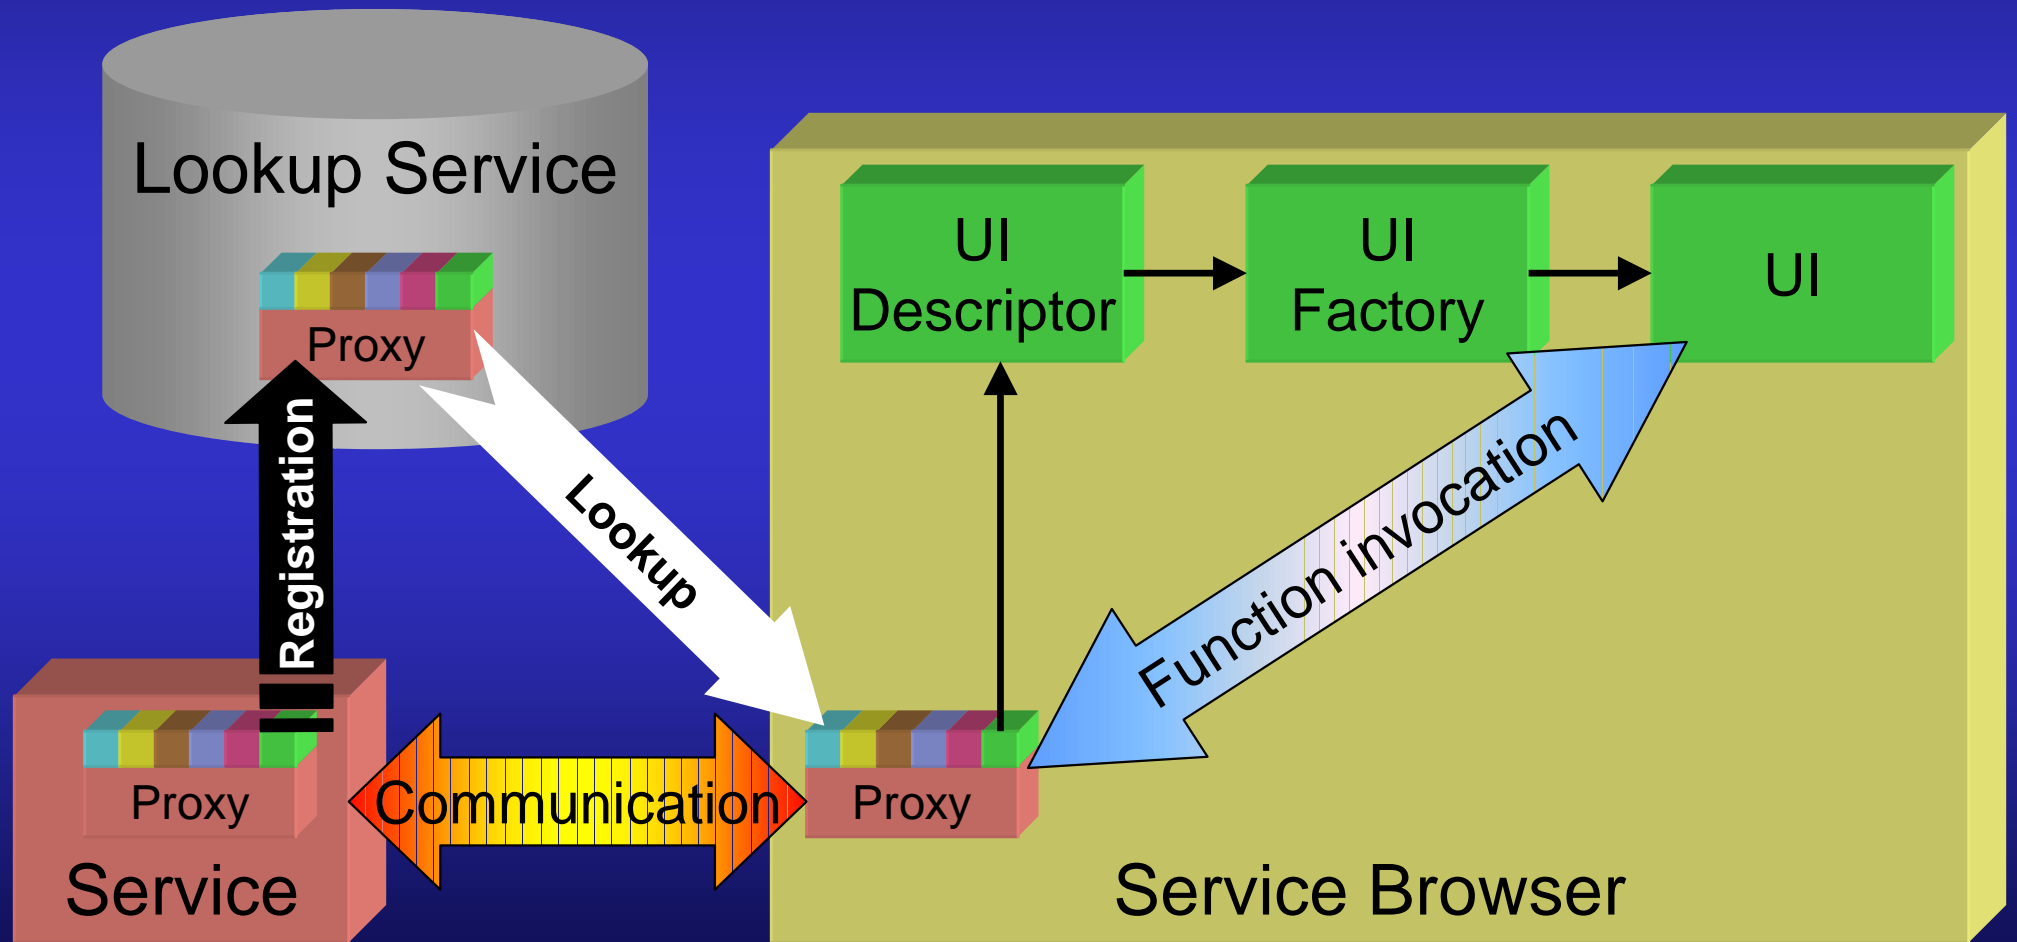 Lookup Service
Proxy
Registration
Lookup
UI
Descriptor
UI
Factory
UI
Function invocation
Proxy
Communication
Proxy
Service
Service Browser